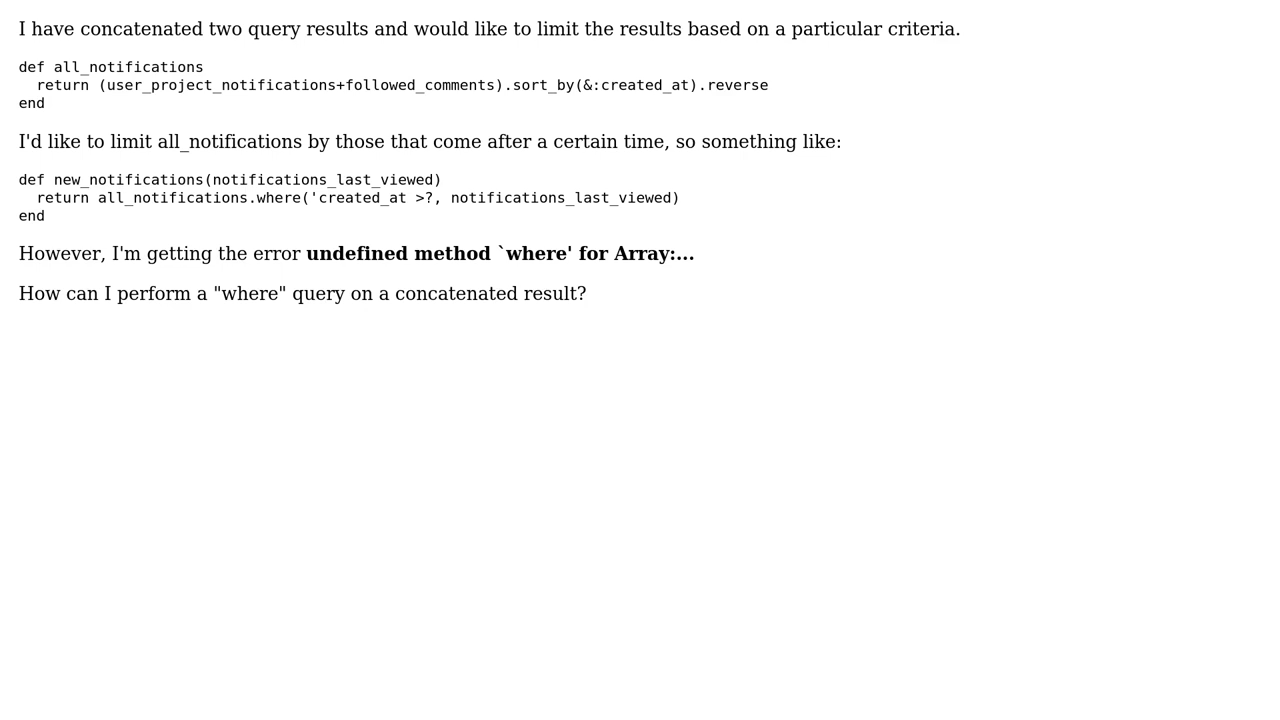 I have concatenated two query results and would like to limit the results based on a particular criteria.
def all_notifications
  return (user_project_notifications+followed_comments).sort_by(&:created_at).reverse
end
I'd like to limit all_notifications by those that come after a certain time, so something like:
def new_notifications(notifications_last_viewed)
  return all_notifications.where('created_at >?, notifications_last_viewed)
end
However, I'm getting the error undefined method `where' for Array:...
How can I perform a "where" query on a concatenated result?